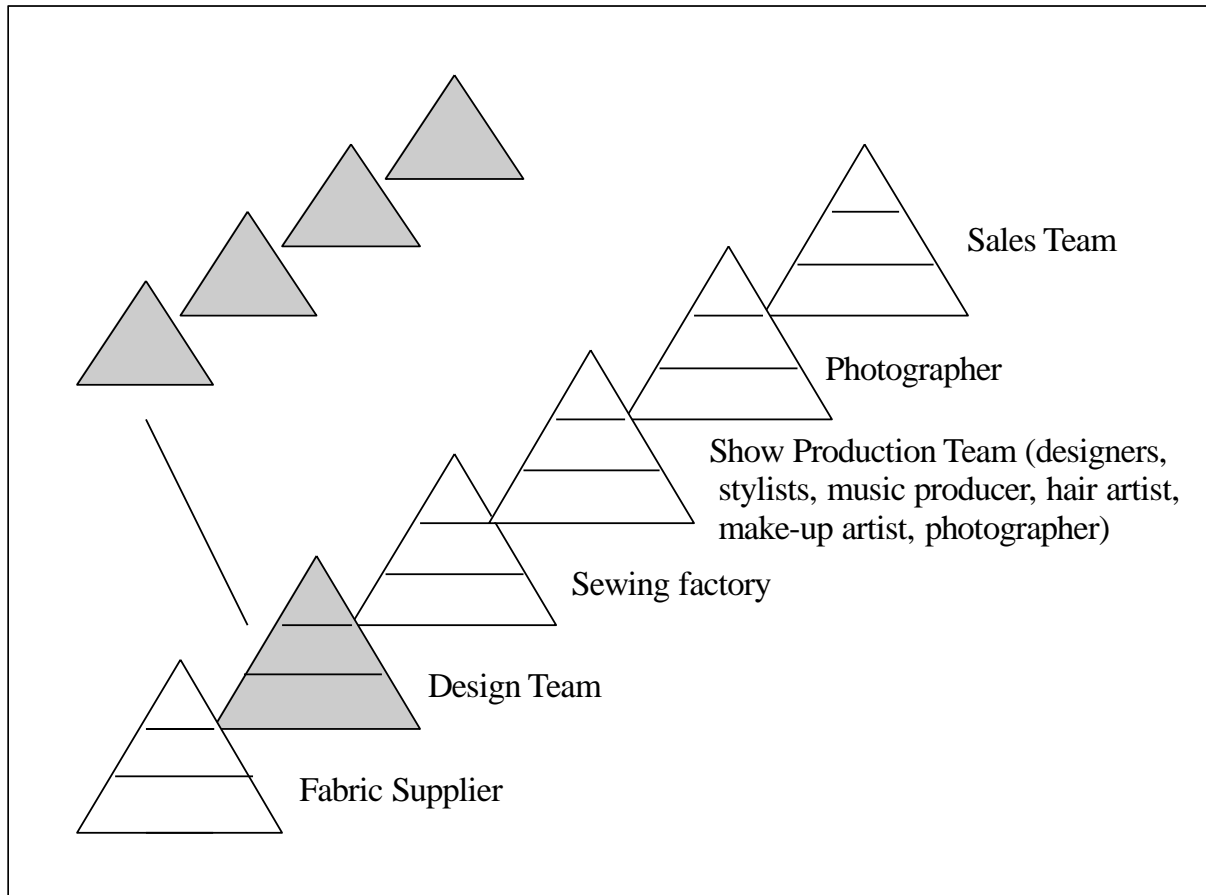 Sales Team
Photographer
Show Production Team (designers,
stylists, music producer, hair artist,
make-up artist, photographer)
Sewing factory
Design Team
Fabric Supplier